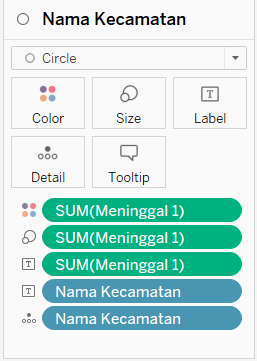 Nama Kecamatan
Circle
Color Size Label
Detail Tooltip
SUM(Meninggal 1)
SUM(Meninggal 1)
T SUM(Meninggal 1)
T Nama Kecamatan
Nama Kecamatan